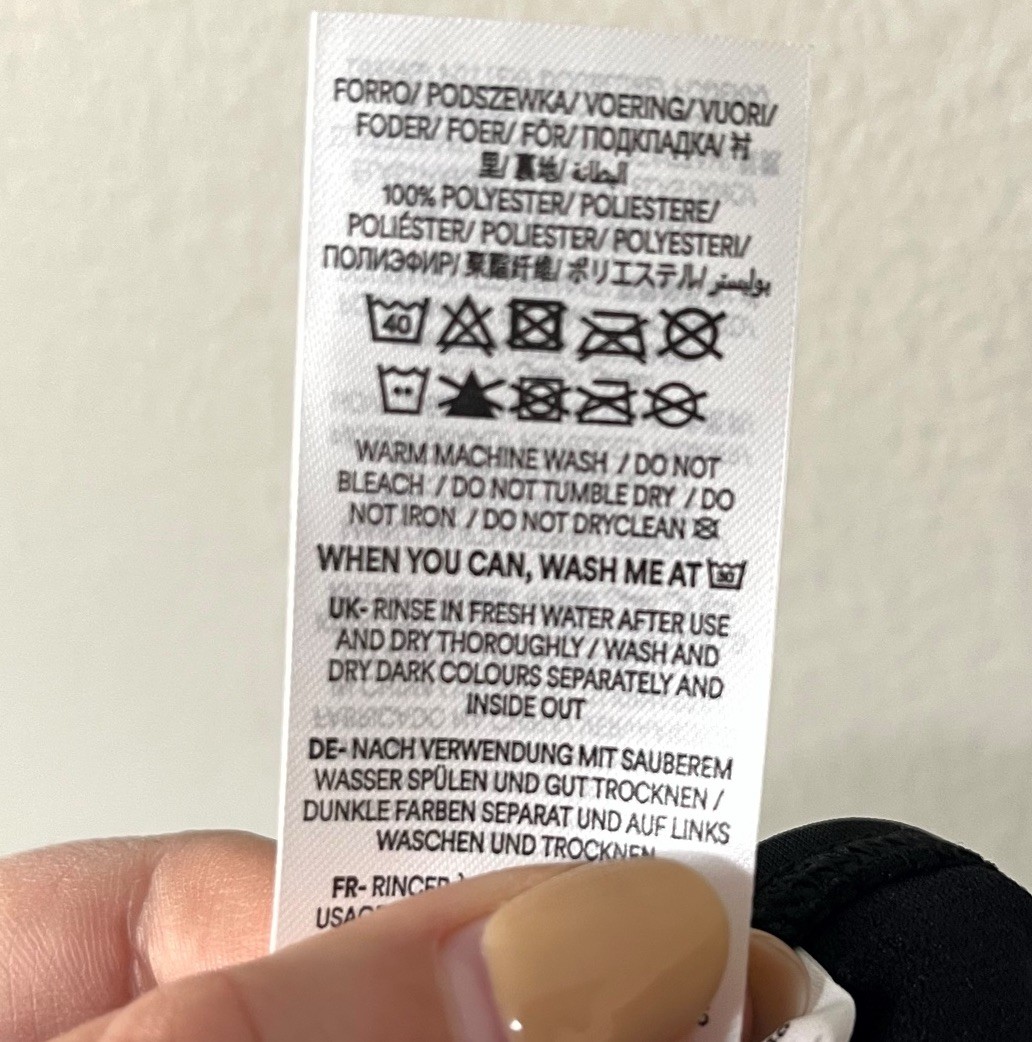 FORRO/ PODSZEWKA/ VOERING/ VUORI/
FODER/ FOER/ FÔR/ ПОДКЛАДКА/ 衬
里/ 裏地/ البطانة
100% POLYESTER/ POLIESTERE/
POLIÉSTER/ POLIESTER/ POLYESTERI/
ПОЛИЭФИР/ 聚酯纤维/ ポリエステル/ بوليستر
40
WARM MACHINE WASH / DO NOT
BLEACH / DO NOT TUMBLE DRY / DO
NOT IRON / DO NOT DRYCLEAN
WHEN YOU CAN, WASH ME AT 30
UK- RINSE IN FRESH WATER AFTER USE
AND DRY THOROUGHLY / WASH AND
DRY DARK COLOURS SEPARATELY AND
INSIDE OUT
DE- NACH VERWENDUNG MIT SAUBEREM
WASSER SPÜLEN UND GUT TROCKNEN /
DUNKLE FARBEN SEPARAT UND AUF LINKS
WASCHEN UND TROCKNEN
FR- RINCER À